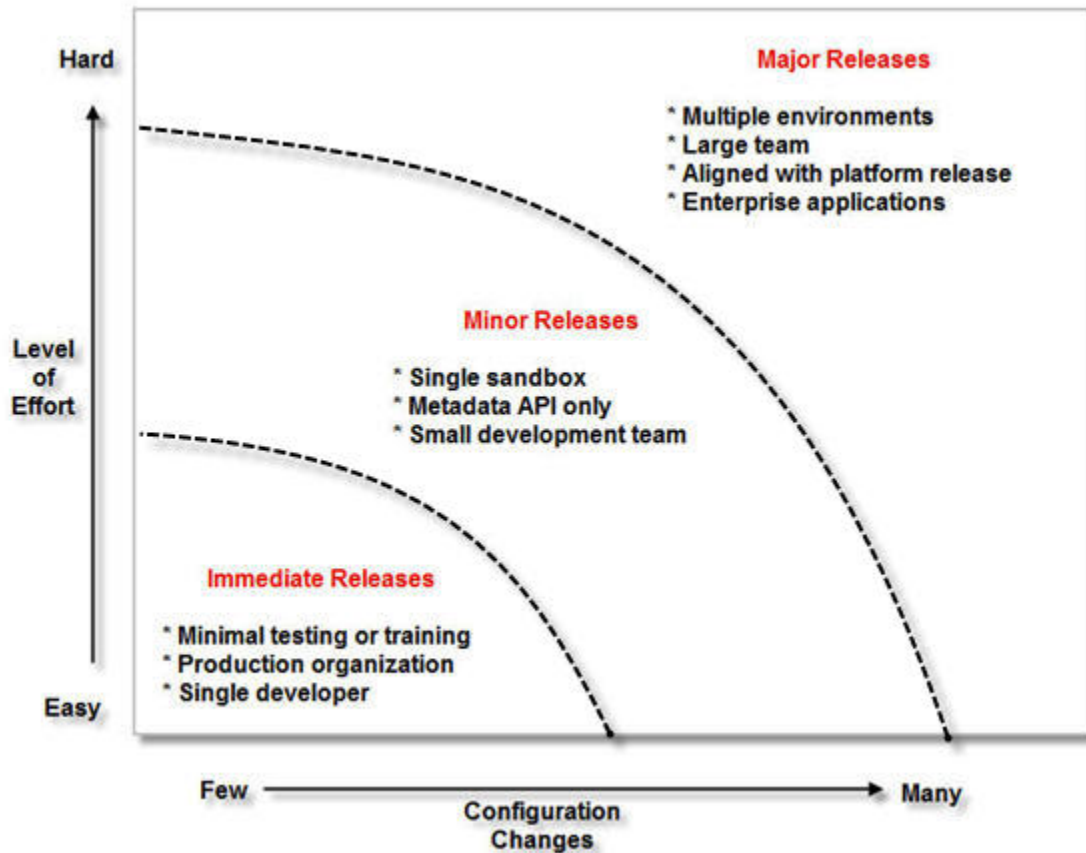 Hard
Major Releases
* Multiple environments
* Large team
* Aligned with platform release
* Enterprise applications
Minor Releases
* Single sandbox
* Metadata API only
* Small development team
Level
of
Effort
Immediate Releases
* Minimal testing or training
* Production organization
* Single developer
Easy
Few
Many
Configuration
Changes